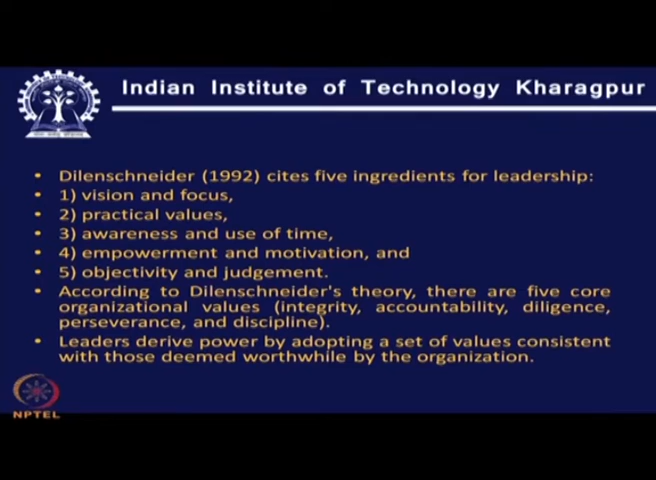 Indian Institute of Technology Kharagpur
• Dilenschneider (1992) cites five ingredients for leadership:
• 1) vision and focus,
• 2) practical values,
• 3) awareness and use of time,
• 4) empowerment and motivation, and
• 5) objectivity and judgement.
• According to Dilenschneider's theory, there are five core
organizational values (integrity, accountability, diligence,
perseverance, and discipline).
• Leaders derive power by adopting a set of values consistent
with those deemed worthwhile by the organization.
NPTEL